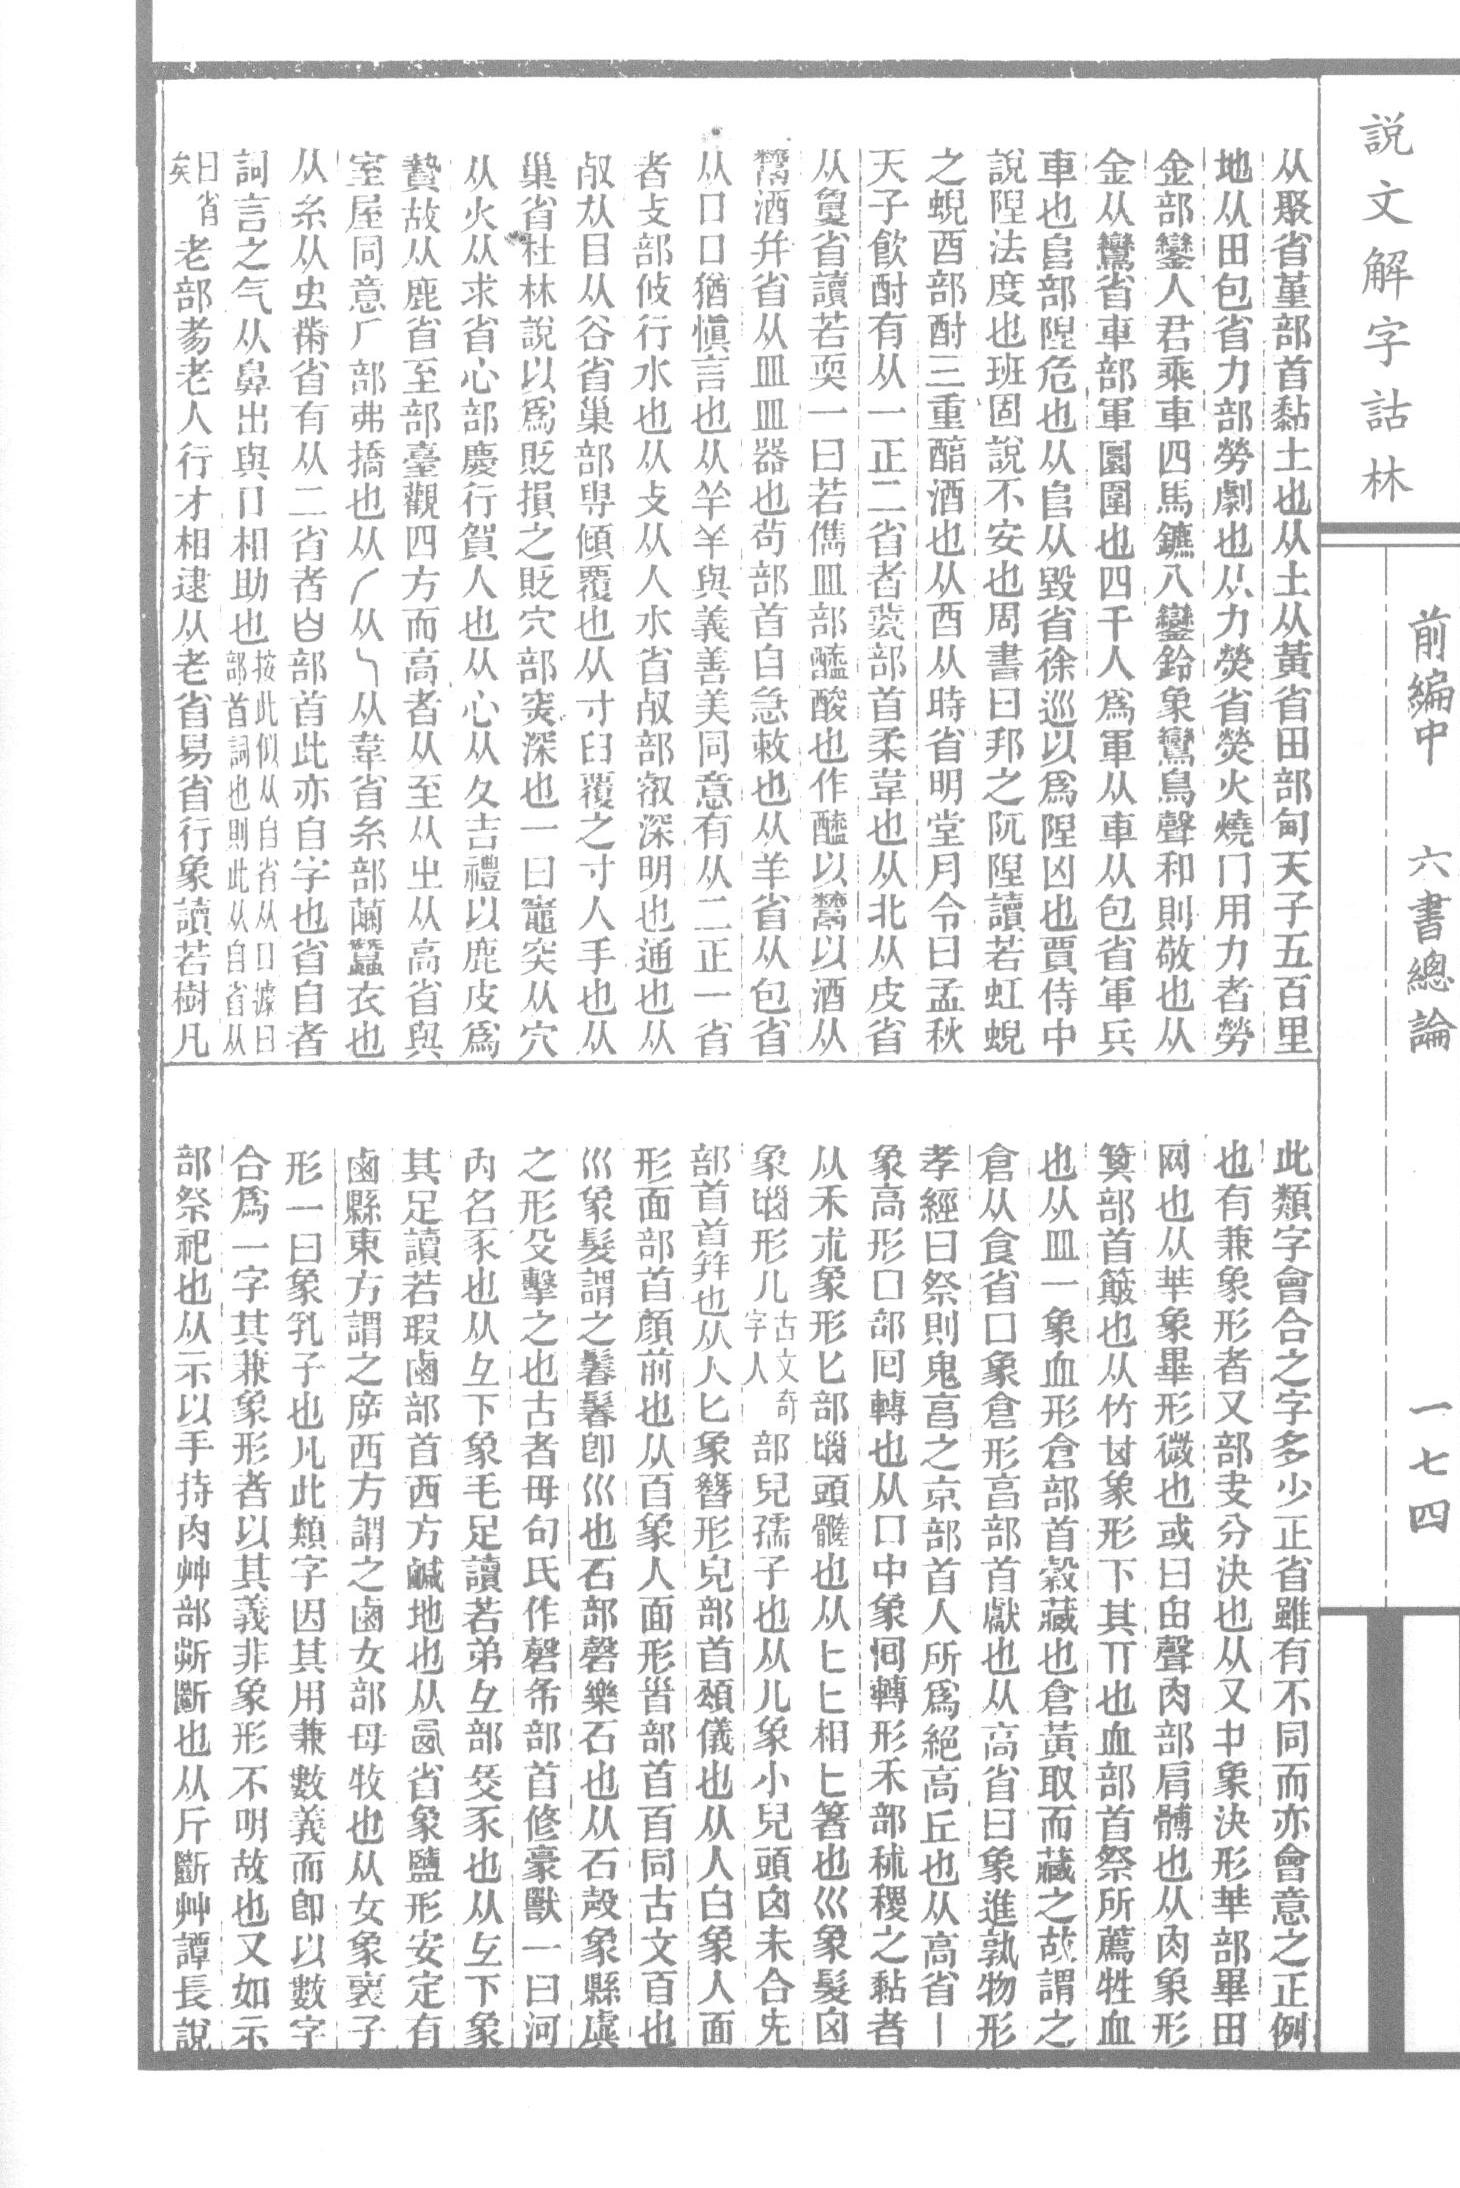 説文解字詁林
前編中 六書總論 一七四
从聚省堇部首黏土也从土从黃省田部甸天子五百里
地从田包省力部勞劇也从力熒省熒火燒冂用力者勞
金部鑾人君乘車四馬鑣八鑾鈴象鸞鳥聲和則敬也从
金从鸞省車部軍圜圍也四千人爲軍从車从包省軍兵
車也𨸏部隉危也从𨸏从毀省徐巡以爲隉凶也賈侍中
說隉法度也班固說不安也周書曰邦之阢隉讀若虹蜺
之蜺酉部酎三重醇酒也从酉从時省明堂月令曰孟秋
天子飲酎有从一正二省者㼱部首柔韋也从北从皮省
从夐省讀若耎一曰若儁皿部醯酸也作醯以鬻以酒从
鬻酒并省从皿皿器也茍部首自急敕也从羊省从包省
从口口猶愼言也从羊羊與義善美同意有从二正一省
者攴部攸行水也从攴从人水省𣦼部叡深明也通也从
𣦼从目从谷省巢部𠭥傾覆也从寸臼覆之寸人手也从
巢省杜林說以爲貶損之貶穴部突深也一曰竈突从穴
从火从求省心部慶行賀人也从心从夊吉禮以鹿皮爲
贄故从鹿省至部臺觀四方而高者从至从㞢从高省與
室屋同意丿部弗撟也从丿从乀从韋省糸部繭蠶衣也
从糸从虫黹省有从二省者白部首此亦自字也省自者
詞言之气从鼻出與口相助也按此似从自省从口據曰部首詞也則此从自省从
曰省矣 老部𦒻老人行才相逮从老省易省行象讀若樹凡
此類字會合之字多少正省雖有不同而亦會意之正例
也有兼象形者又部夬分決也从又中象決形𠦒部畢田
网也从𠦒象畢形微也或曰甶聲肉部肩髆也从肉象形
箕部首簸也从竹𠀠象形下其丌也血部首祭所薦牲血
也从皿一象血形倉部首穀藏也倉黃取而藏之故謂之
倉从食省口象倉形㐭部首獻也从高省曰象進孰物形
孝經曰祭則鬼㐭之京部首人所爲絕高丘也从高省丨
象高形囗部回轉也从囗中象回轉形禾部秫稷之黏者
从禾朮象形匕部𡿺頭髓也从匕匕相匕著也巛象髮囟
象𡿺形儿古文奇字人 部兒孺子也从儿象小兒頭囟未合兂
部首首笄也从人匕象簪形皃部首頌儀也从人白象人面
形面部首顏前也从𦣻象人面形𩠐部首𦣻同古文𦣻也
巛象髮謂之鬊鬊卽巛也石部磬樂石也从石殸象縣虡
之形殳擊之也古者毋句氏作磬㣇部首修豪獸一曰河
內名豕也从彑下象毛足讀若弟彑部彖豕也从彑下象
其足讀若瑕鹵部首西方鹹地也从㢴省象鹽形安定有
鹵縣東方謂之㡿西方謂之鹵女部母牧也从女象褱子
形一曰象乳子也凡此類字因其用兼數義而卽以數字
合爲一字其兼象形者以其義非象形不明故也又如示
部祭祀也从示以手持肉艸部斯斷也从斤斷艸譚長說